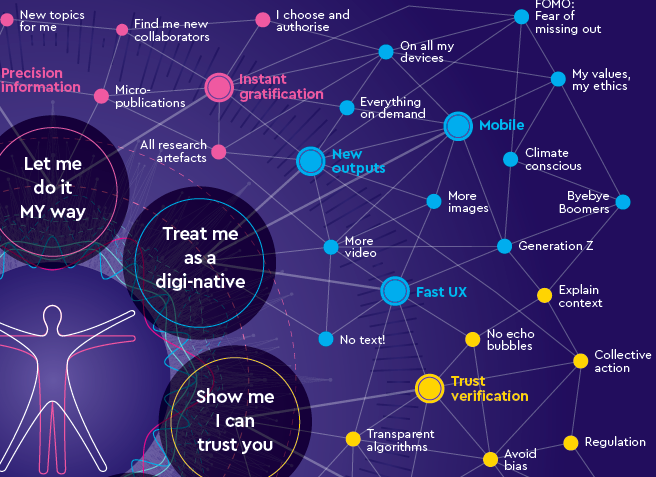 New topics
for me
Find me new
collaborators
I choose and
authorise
FOMO:
Fear of
missing out
On all my
devices
My values,
my ethics
Precision
information
Micro-
publications
Instant
gratification
Everything
on demand
Mobile
All research
artefacts
New
outputs
Climate
conscious
Let me
do it
MY way
More
images
Byebye
Boomers
Treat me
as a
digi-native
More
video
Generation Z
Fast UX
Explain
context
No text!
No echo
bubbles
Collective
action
Trust
verification
Show me
I can
trust you
Transparent
algorithms
Avoid
bias
Regulation